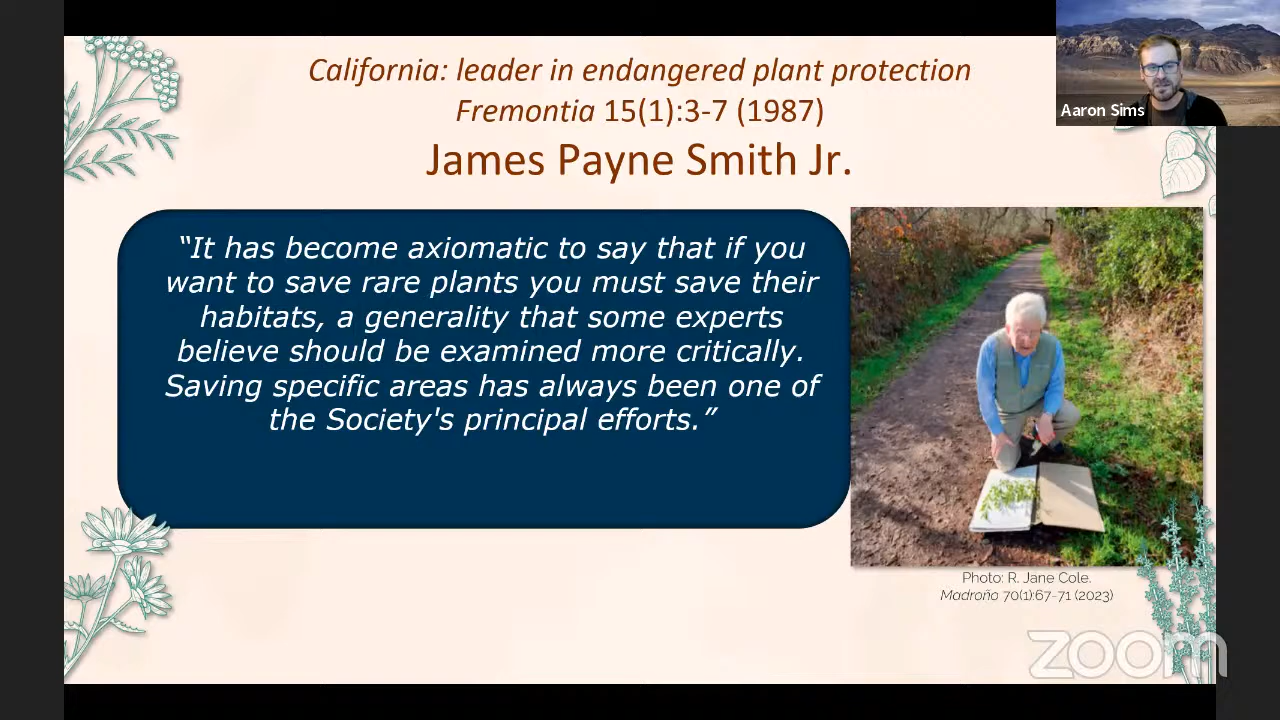 California: leader in endangered plant protection
Fremontia 15(1):3-7 (1987)
James Payne Smith Jr.
Aaron Sims
“It has become axiomatic to say that if you
want to save rare plants you must save their
habitats, a generality that some experts
believe should be examined more critically.
Saving specific areas has always been one of
the Society's principal efforts.”
Photo: R. Jane Cole.
Madroño 70(1):67-71 (2023)
zoom